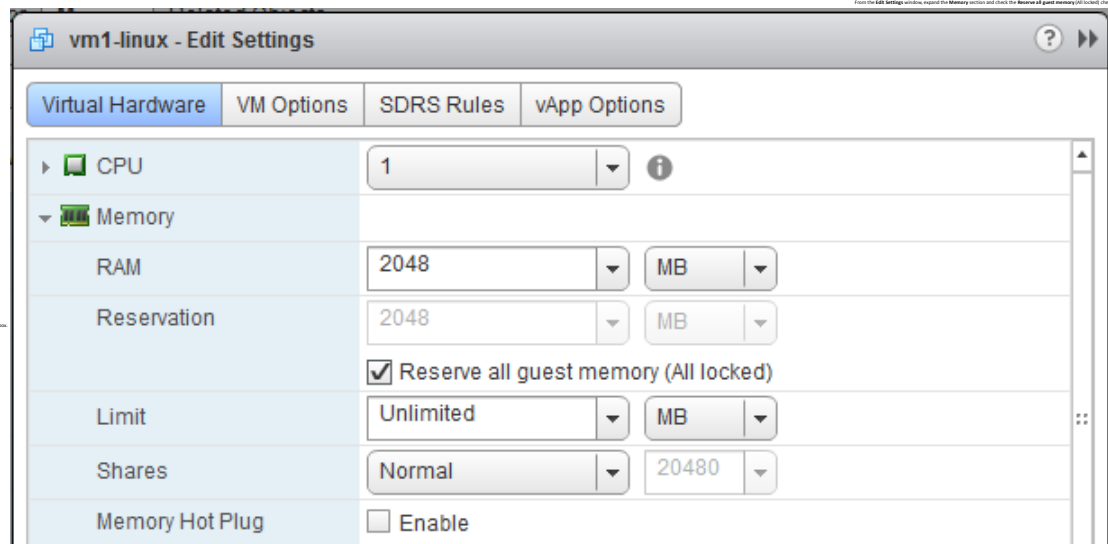 From the Edit Settings window, expand the Memory section and check the Reserve all guest memory (All locked) che
vm1-linux - Edit Settings
Virtual Hardware VM Options SDRS Rules vApp Options
CPU 1
Memory
RAM 2048 MB
Reservation 2048 MB
Reserve all guest memory (All locked)
Limit Unlimited MB
Shares Normal 20480
Memory Hot Plug Enable